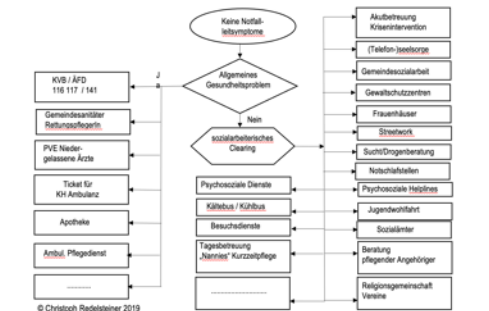 Keine Notfall-
leitsymptome
Allgemeines
Gesundheitsproblem
Ja
Nein
sozialarbeiterisches
Clearing
KVB / ÄFD
116 117 / 141
Gemeindesanitäter
RettungspflegerIn
PVE Nieder-
gelassene Ärzte
Ticket für
KH Ambulanz
Apotheke
Ambul. Pflegedienst
..............
Psychosoziale Dienste
Kältebus / Kühlbus
Besuchsdienste
Tagesbetreuung
„Nannies“ Kurzzeitpflege
..............
Akutbetreuung
Krisenintervention
(Telefon-)seelsorge
Gemeindesozialarbeit
Gewaltschutzzentren
Frauenhäuser
Streetwork
Sucht/Drogenberatung
Notschlafstellen
Psychosoziale Helplines
Jugendwohlfahrt
Sozialämter
Beratung
pflegender Angehöriger
Religionsgemeinschaft
Vereine
© Christoph Redelsteiner 2019